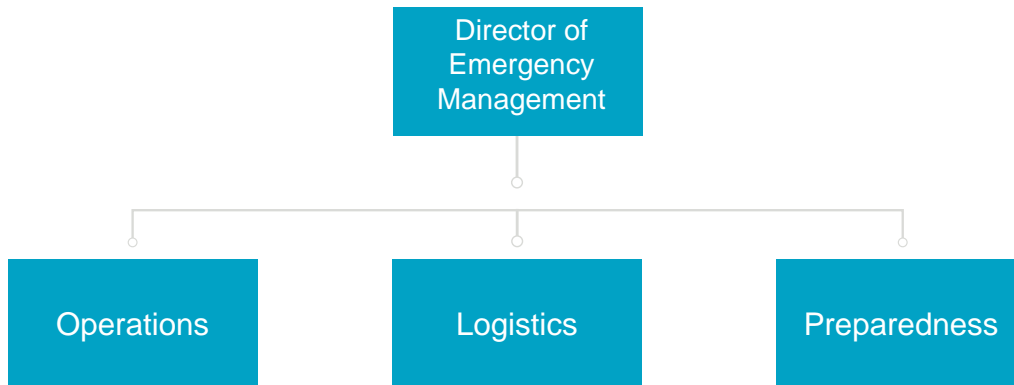 Director of
Emergency
Management
Operations
Logistics
Preparedness